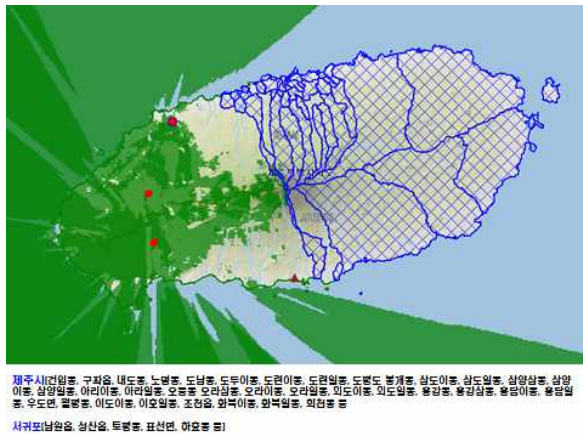 제주시[건입동, 구좌읍, 내도동, 노형동, 도남동, 도두이동, 도련이동, 도련일동, 도평동 봉개동, 삼도이동, 삼도일동, 삼양삼동, 삼양
이동, 삼양일동, 아라이동, 아라일동, 오등동 오라삼동, 오라이동, 오라일동, 외도이동, 외도일동, 용강동, 용담삼동, 용담이동, 용담일
동, 우도면, 월평동, 이도이동, 이호일동, 조천읍, 화북이동, 화북일동, 회천동 등
서귀포[남원읍, 성산읍, 토평동, 표선면, 하효동 등]